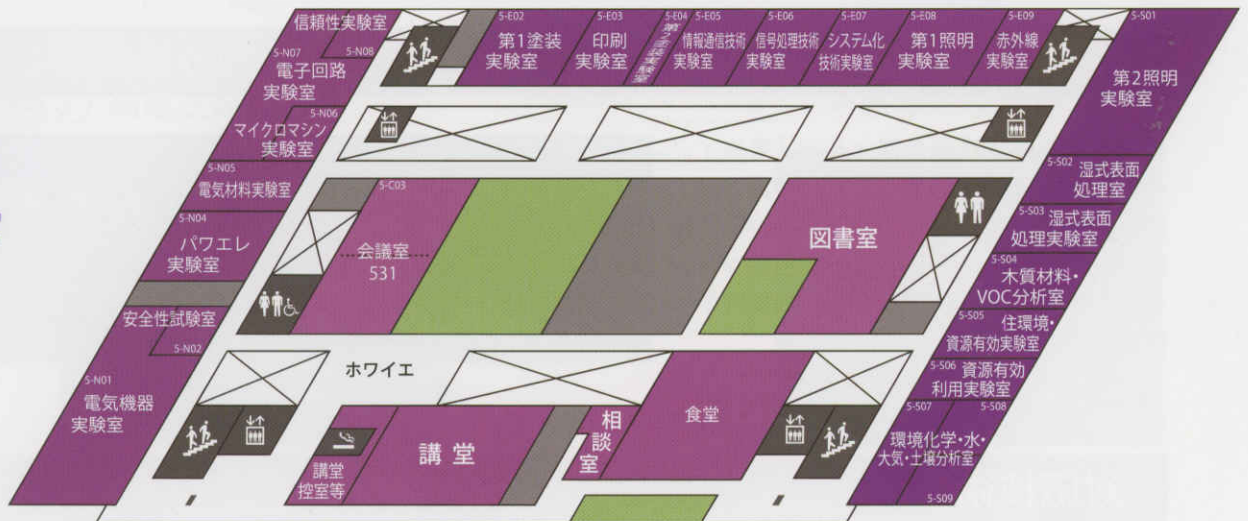 信頼性実験室
5-N07
5-N08
電子回路
実験室
5-N06
マイクロマシン
実験室
5-N05
電気材料実験室
5-N04
パワエレ
実験室
安全性試験室
5-N02
5-N01
電気機器
実験室
5-E02
第1塗装
実験室
5-E03
印刷
実験室
5-E04
第2塗装実験室
5-E05
情報通信技術
実験室
5-E06
信号処理技術
実験室
5-E07
システム化
技術実験室
5-E08
第1照明
実験室
5-E09
赤外線
実験室
5-S01
第2照明
実験室
5-S02
湿式表面
処理室
5-S03
湿式表面
処理実験室
5-S04
木質材料・
VOC分析室
5-S05
住環境・
資源有効実験室
5-S06
資源有効
利用実験室
5-S07
5-S08
環境化学・水・
大気・土壌分析室
5-S09
5-C03
会議室
531
図書室
ホワイエ
講堂
控室等
講堂
相談室
食堂